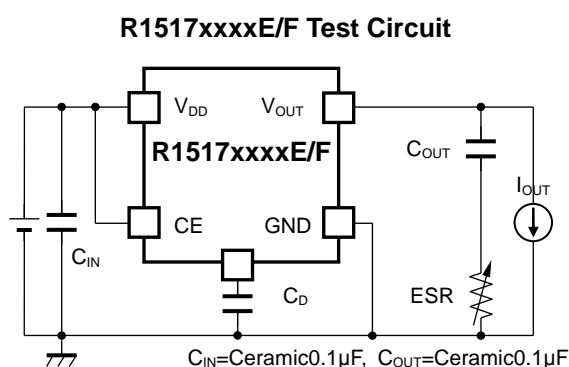 R1517xxxxE/F Test Circuit
VDD
VOUT
R1517xxxxE/F
COUT
IOUT
CE
GND
CIN
CD
ESR
CIN=Ceramic0.1μF, COUT=Ceramic0.1μF